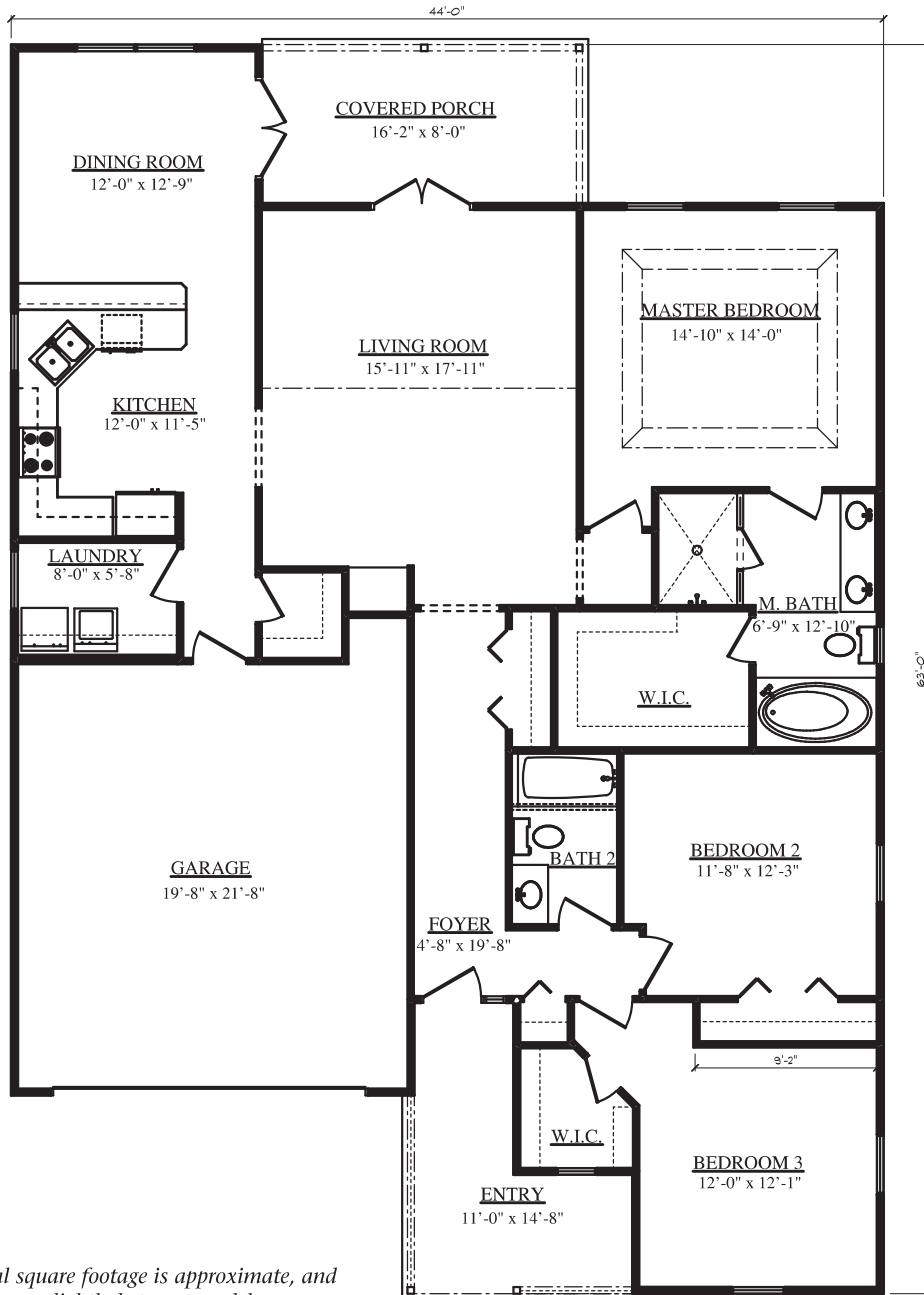 44'-0"
COVERED PORCH
16'-2" x 8'-0"
DINING ROOM
12'-0" x 12'-9"
MASTER BEDROOM
14'-10" x 14'-0"
LIVING ROOM
15'-11" x 17'-11"
KITCHEN
12'-0" x 11'-5"
LAUNDRY
8'-0" x 5'-8"
M. BATH
6'-9" x 12'-10"
63'-0"
W.I.C.
BEDROOM 2
11'-8" x 12'-3"
BATH 2
GARAGE
19'-8" x 21'-8"
FOYER
4'-8" x 19'-8"
9'-2"
W.I.C.
BEDROOM 3
12'-0" x 12'-1"
ENTRY
11'-0" x 14'-8"
square footage is approximate, and